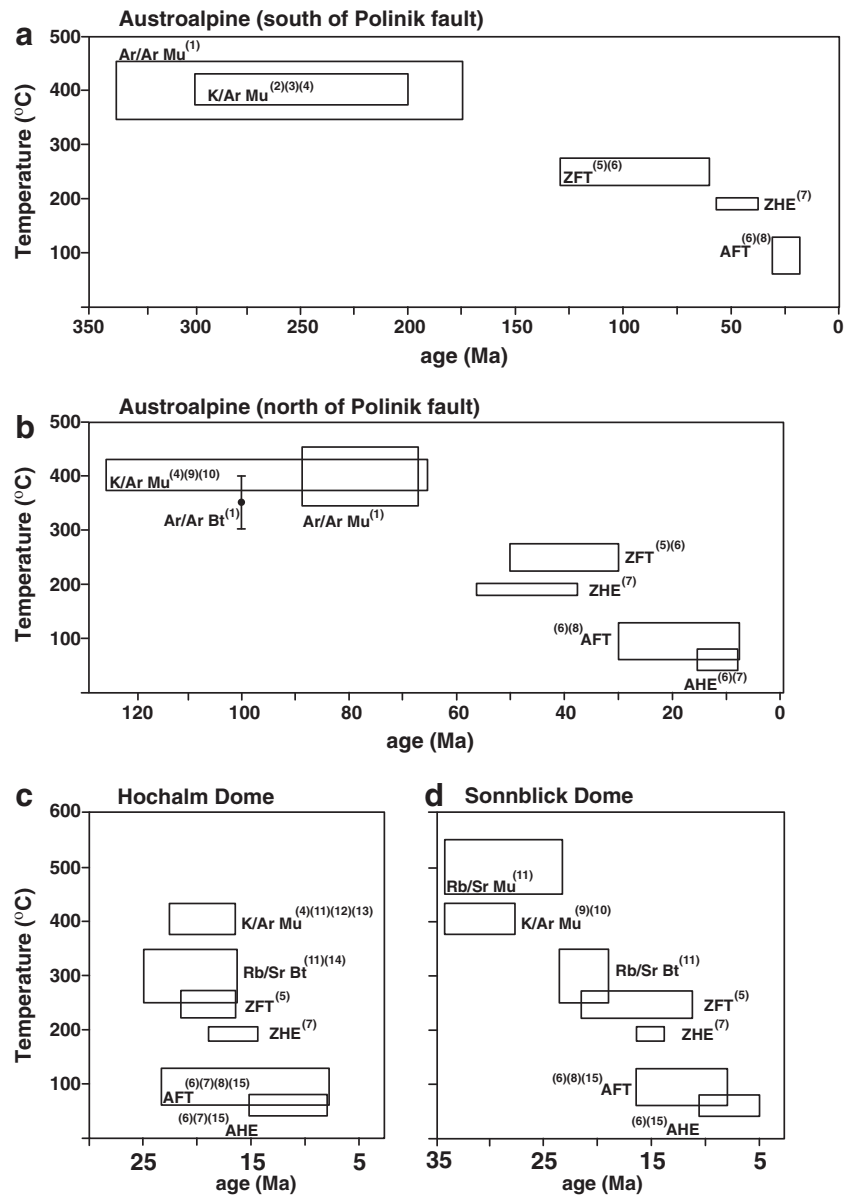 a Austroalpine (south of Polinik fault)
Temperature (°C)
500
400
300
200
100
Ar/Ar Mu(1)
K/Ar Mu(2)(3)(4)
ZFT(5)(6)
ZHE(7)
AFT(6)(8)
350 300 250 200 150 100 50 0
age (Ma)
b Austroalpine (north of Polinik fault)
Temperature (°C)
500
400
300
200
100
K/Ar Mu(4)(9)(10)
Ar/Ar Bt(1)
Ar/Ar Mu(1)
ZFT(5)(6)
ZHE(7)
(6)(8)AFT
AHE(6)(7)
120 100 80 60 40 20 0
age (Ma)
c Hochalm Dome
Temperature (°C)
600
500
400
300
200
100
K/Ar Mu(4)(11)(12)(13)
Rb/Sr Bt(11)(14)
ZFT(5)
ZHE(7)
AFT(6)(7)(8)(15)
(6)(7)(15)AHE
25 15 5
age (Ma)
d Sonnblick Dome
Rb/Sr Mu(11)
K/Ar Mu(9)(10)
Rb/Sr Bt(11)
ZFT(5)
ZHE(7)
(6)(8)(15)AFT
(6)(15)AHE
35 25 15 5
age (Ma)